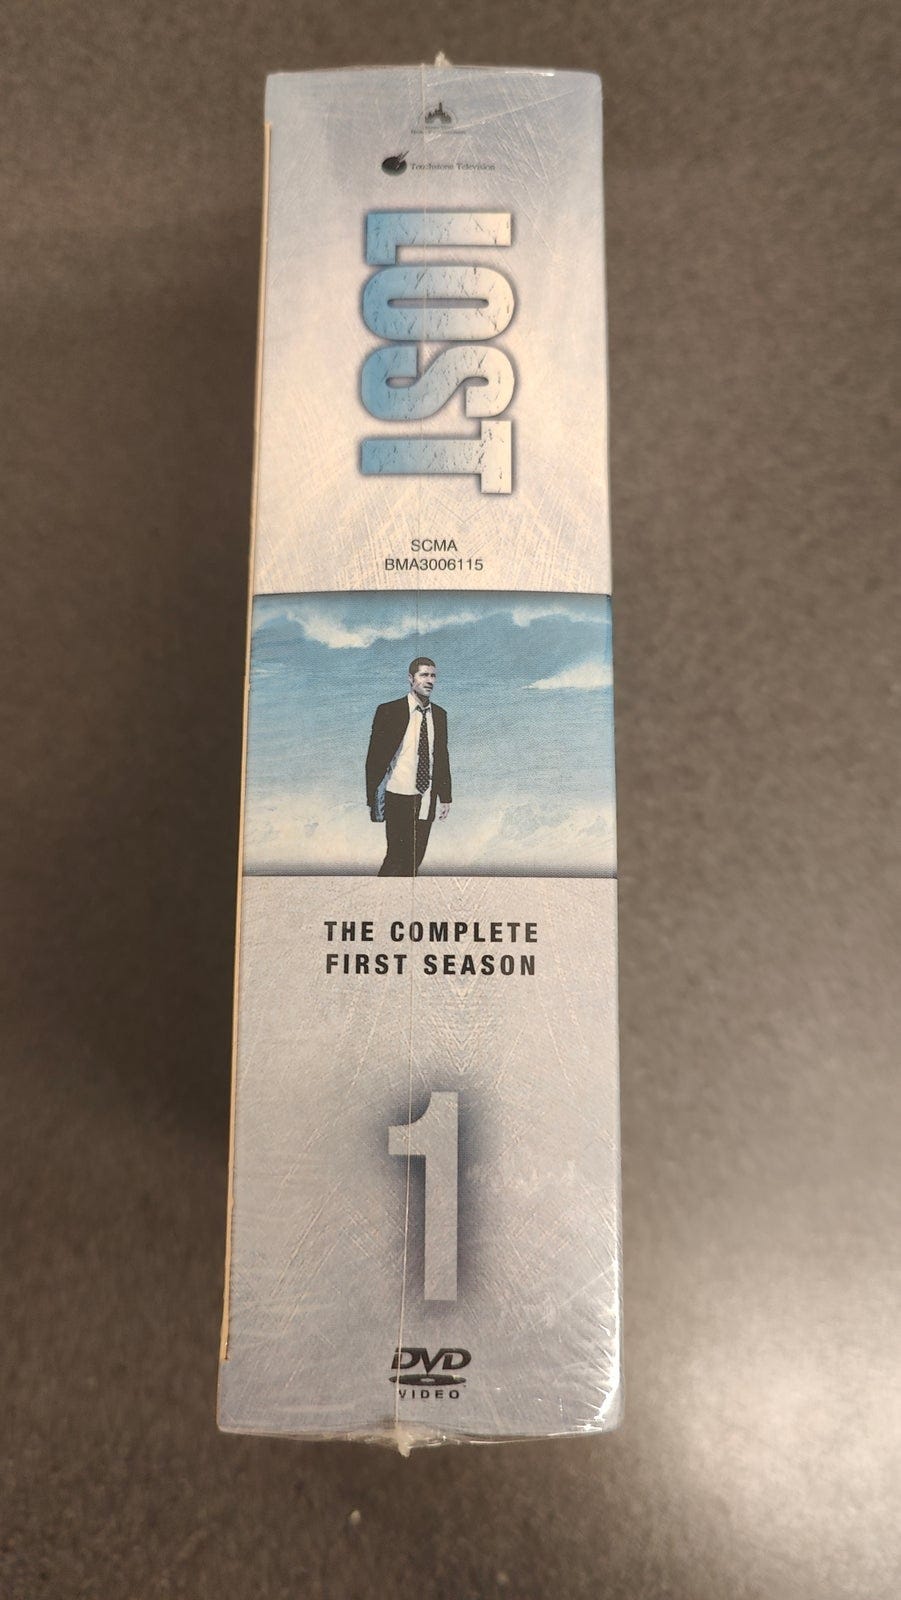 Touchstone Television
LOST
SCMA
BMA3006115
THE COMPLETE
FIRST SEASON
1
DVD
VIDEO